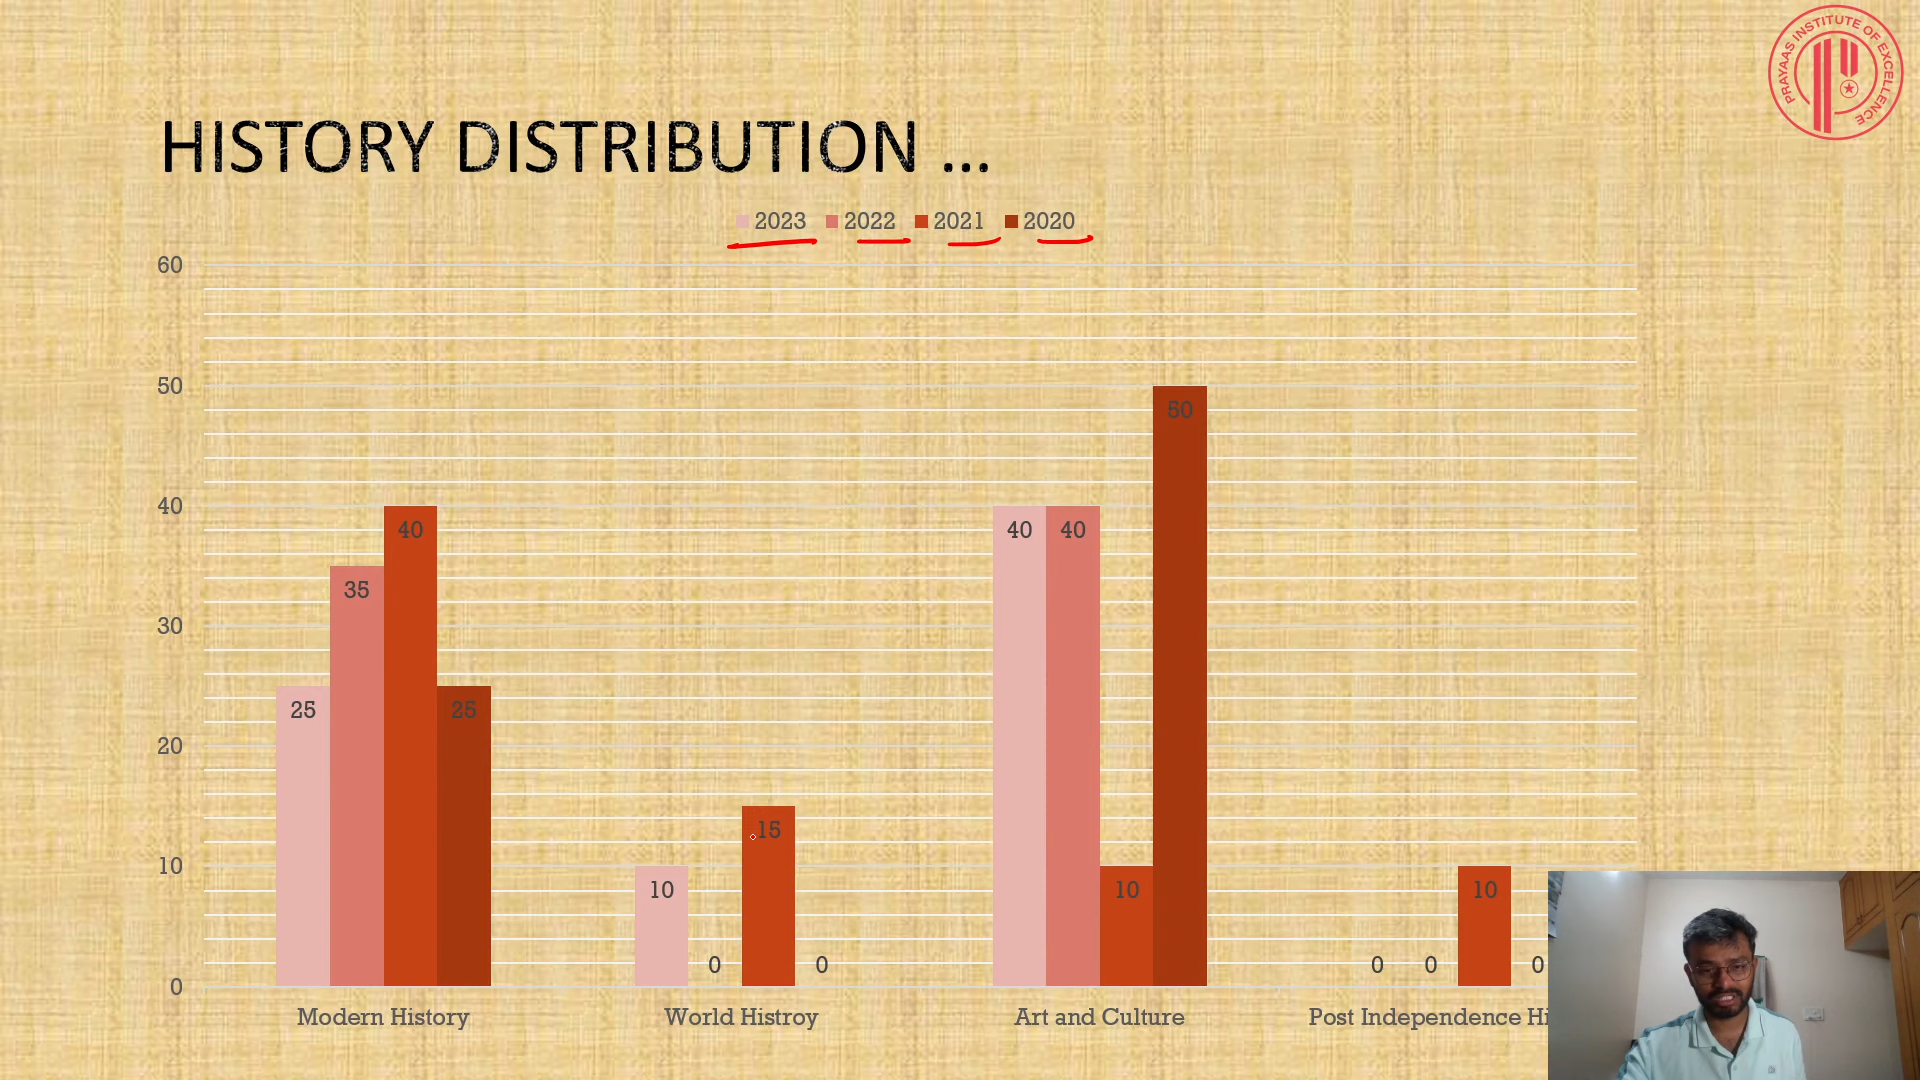 PRAYAAS INSTITUTE OF EXCELLENCE
HISTORY DISTRIBUTION ...
2023 2022 2021 2020
60
50
40
30
20
10
0
25 35 40 25
10 0 15 0
40 40 10 50
0 0 10 0
Modern History World Histroy Art and Culture Post Independence Hi